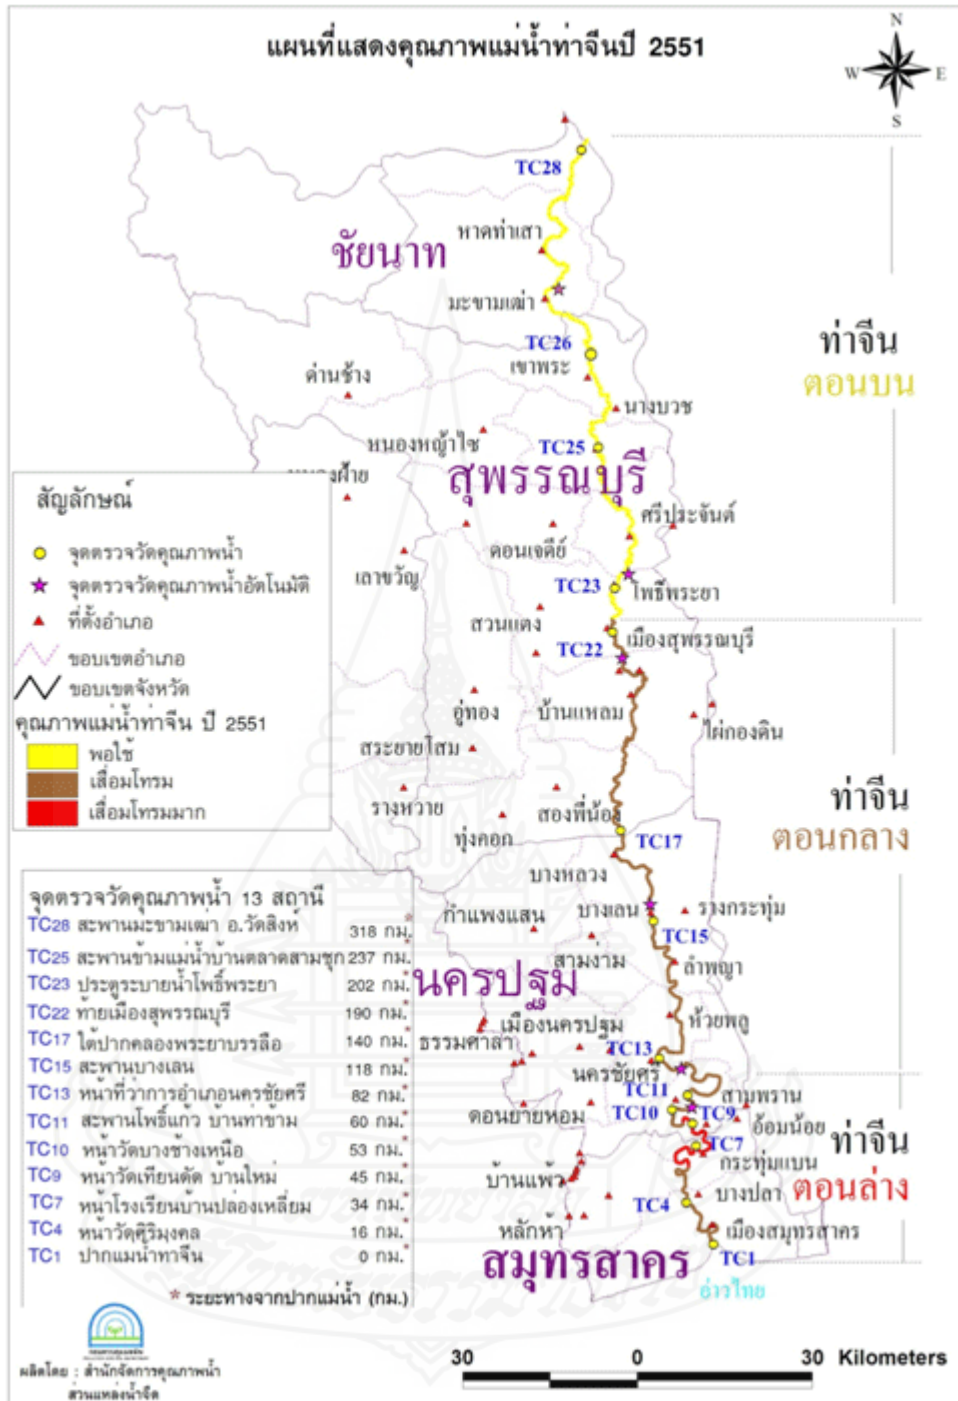 แผนที่แสดงคุณภาพแม่น้ำท่าจีนปี 2551
N
W
E
S
TC28
หาดท่าเสา
ชัยนาท
มะขามเฒ่า
TC26
เขาพระ
ท่าจีน
ตอนบน
ด่านช้าง
นางบวช
หนองหญ้าไซ
TC25
สุพรรณบุรี
ศรีประจันต์
ดอนเจดีย์
เลาขวัญ
TC23
โพธิ์พระยา
สวนแตง
TC22
เมืองสุพรรณบุรี
อู่ทอง
บ้านแหลม
ไผ่กองดิน
สระยายโสม
รางหวาย
สองพี่น้อง
ท่าจีน
ตอนกลาง
ทุ่งคอก
TC17
บางหลวง
กำแพงแสน
บางเลน
รางกระทุ่ม
TC15
สามง่าม
ลำพญา
นครปฐม
เมืองนครปฐม
ห้วยพลู
ธรรมศาลา
TC13
นครชัยศรี
TC11
สามพราน
ดอนยายหอม
TC10
TC9
อ้อมน้อย
TC7
ท่าจีน
ตอนล่าง
กระทุ่มแบน
บ้านแพ้ว
TC4
บางปลา
หลักห้า
เมืองสมุทรสาคร
สมุทรสาคร
TC1
อ่าวไทย
สัญลักษณ์
จุดตรวจวัดคุณภาพน้ำ
จุดตรวจวัดคุณภาพน้ำอัตโนมัติ
ที่ตั้งอำเภอ
ขอบเขตอำเภอ
ขอบเขตจังหวัด
คุณภาพแม่น้ำท่าจีน ปี 2551
พอใช้
เสื่อมโทรม
เสื่อมโทรมมาก
จุดตรวจวัดคุณภาพน้ำ 13 สถานี
TC28 สะพานมะขามเฒ่า อ.วัดสิงห์ 318 กม.*
TC25 สะพานข้ามแม่น้ำบ้านตลาดสามชุก 237 กม.*
TC23 ประตูระบายน้ำโพธิ์พระยา 202 กม.*
TC22 ท้ายเมืองสุพรรณบุรี 190 กม.*
TC17 ใต้ปากคลองพระยาบรรลือ 140 กม.*
TC15 สะพานบางเลน 118 กม.*
TC13 หน้าที่ว่าการอำเภอนครชัยศรี 82 กม.*
TC11 สะพานโพธิ์แก้ว บ้านท่าข้าม 60 กม.*
TC10 หน้าวัดบางช้างเหนือ 53 กม.*
TC9 หน้าวัดเทียนดัด บ้านใหม่ 45 กม.*
TC7 หน้าโรงเรียนบ้านปล่องเหลี่ยม 34 กม.*
TC4 หน้าวัดศิริมงคล 16 กม.*
TC1 ปากแม่น้ำท่าจีน 0 กม.*
* ระยะทางจากปากแม่น้ำ (กม.)
ผลิตโดย : สำนักจัดการคุณภาพน้ำ
ส่วนแหล่งน้ำจืด
30 0 30 Kilometers